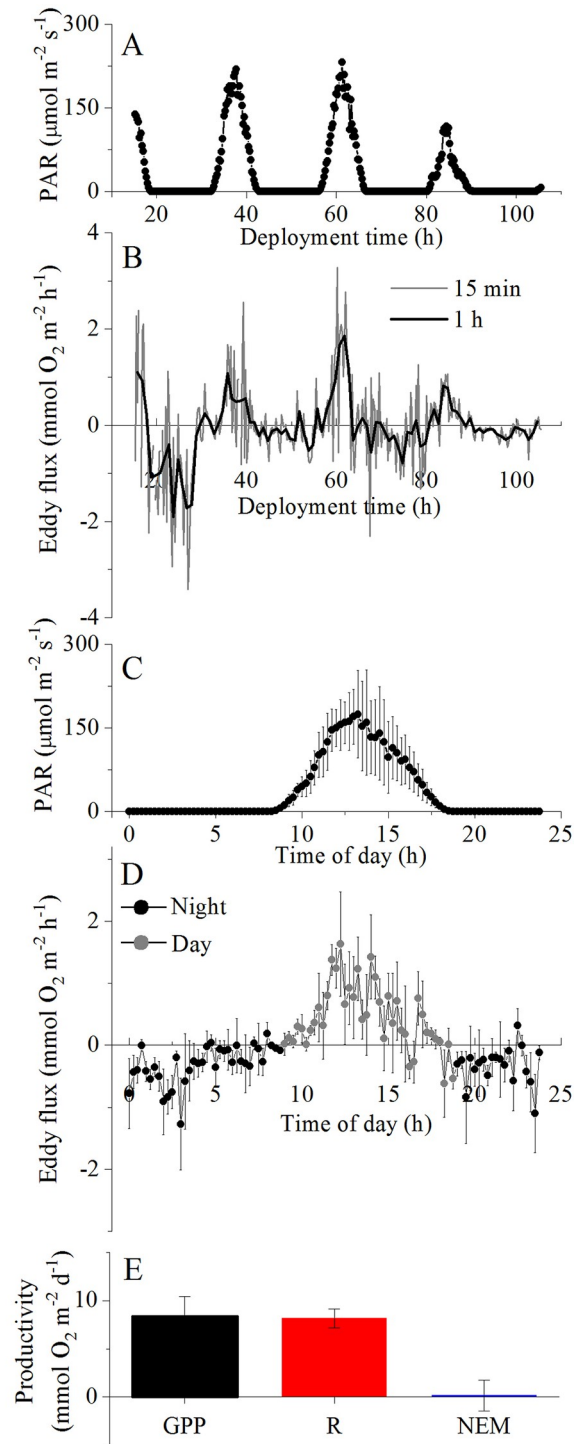 A
PAR (μmol m⁻² s⁻¹)
300
150
0
20
40
60
80
100
Deployment time (h)
B
Eddy flux (mmol O₂ m⁻² h⁻¹)
4
2
0
-2
-4
15 min
1 h
20
40
60
80
100
Deployment time (h)
C
PAR (μmol m⁻² s⁻¹)
300
150
0
0
5
10
15
20
25
Time of day (h)
D
Eddy flux (mmol O₂ m⁻² h⁻¹)
2
0
-2
Night
Day
0
5
10
15
20
25
Time of day (h)
E
Productivity
(mmol O₂ m⁻² d⁻¹)
10
0
GPP
R
NEM